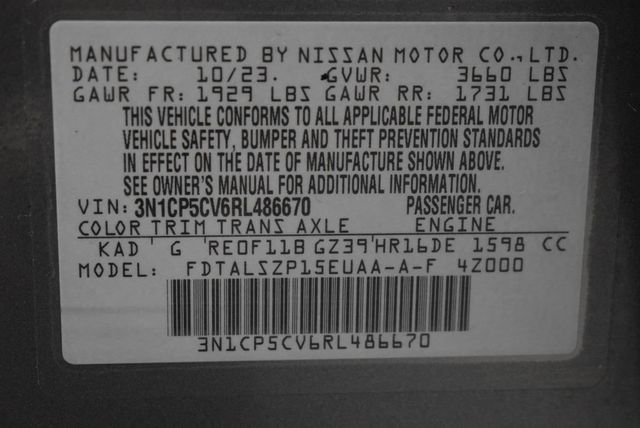 MANUFACTURED BY NISSAN MOTOR CO.,LTD.
DATE: 10/23. GVWR: 3660 LBS
GAWR FR: 1929 LBS GAWR RR: 1731 LBS
THIS VEHICLE CONFORMS TO ALL APPLICABLE FEDERAL MOTOR
VEHICLE SAFETY, BUMPER AND THEFT PREVENTION STANDARDS
IN EFFECT ON THE DATE OF MANUFACTURE SHOWN ABOVE.
SEE OWNER'S MANUAL FOR ADDITIONAL INFORMATION.
VIN: 3N1CP5CV6RL486670 PASSENGER CAR.
COLOR TRIM TRANS AXLE ENGINE
KAD G RE0F11B GZ39 HR16DE 1598 CC
MODEL: FDTALSZP15EUAA-A-F 4Z000
3N1CP5CV6RL486670